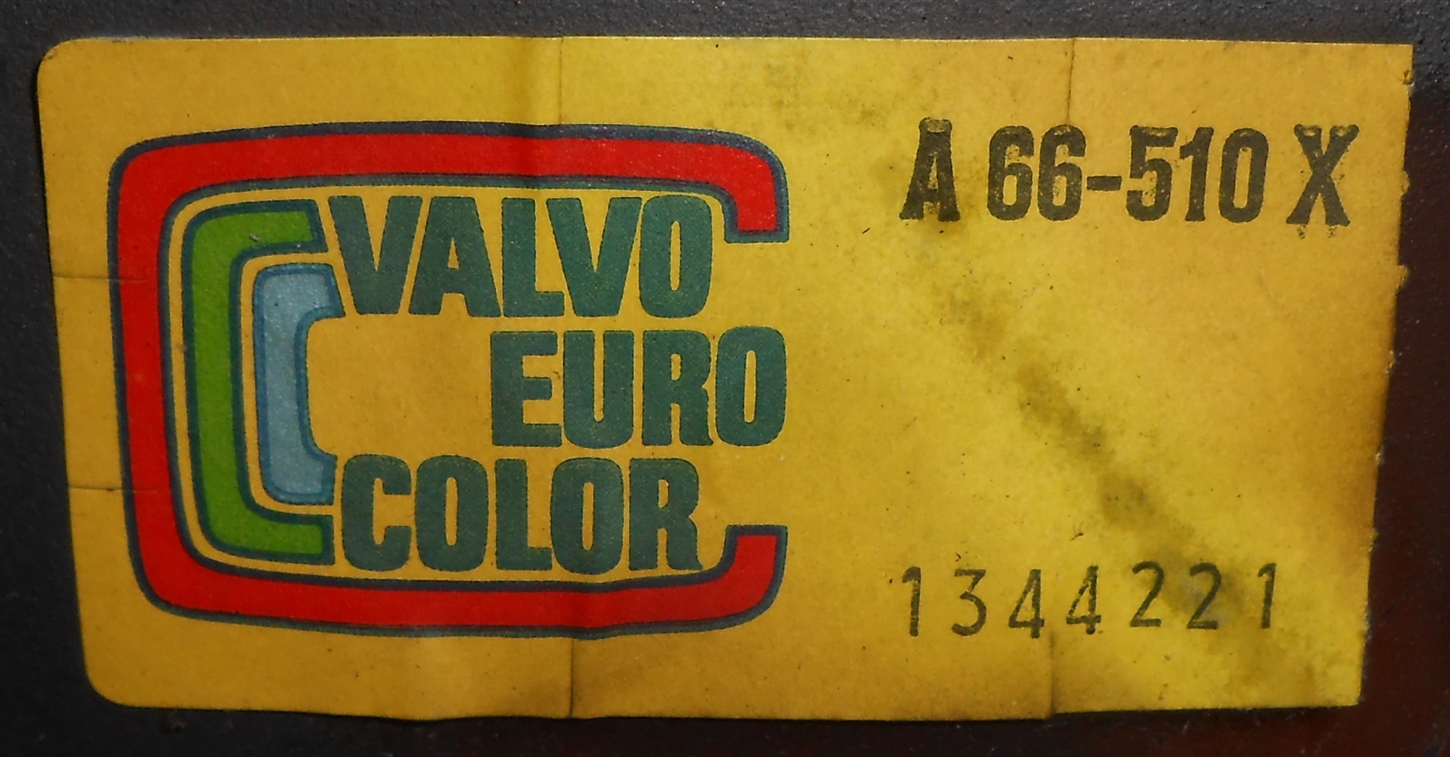 VALVO
EURO
COLOR
A 66-510 X
1344221